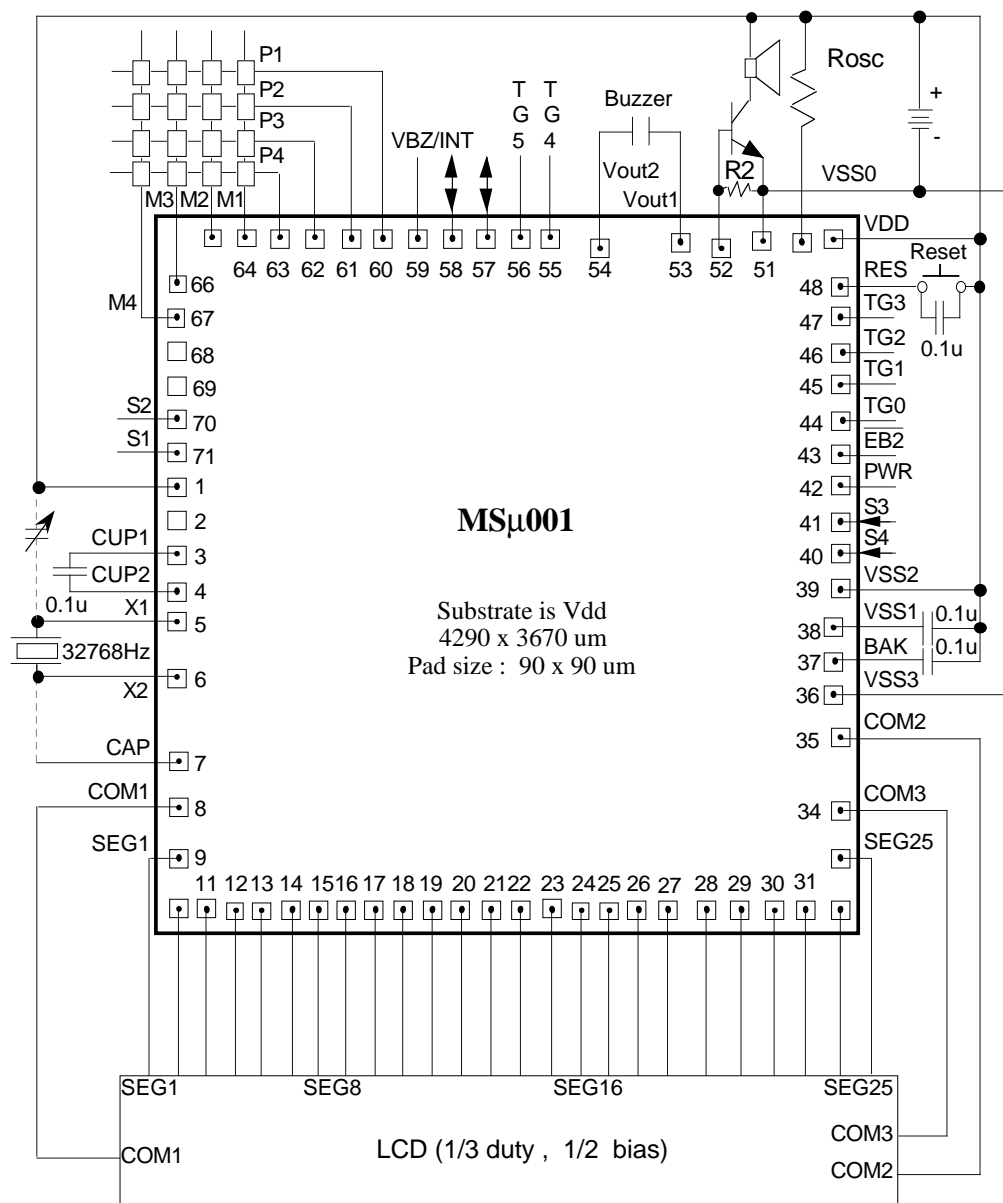 P1
P2
P3
P4
M3
M2
M1
VBZ/INT
T G 5
T G 4
Buzzer
Vout2
Vout1
R2
Rosc
+
-
VSS0
VDD
64
63
62
61
60
59
58
57
56
55
54
53
52
51
66
M4
67
68
69
S2
70
S1
71
1
2
CUP1
3
CUP2
4
0.1u
X1
5
32768Hz
X2
6
CAP
7
COM1
8
SEG1
9
MSμ001
Substrate is Vdd
4290 x 3670 um
Pad size : 90 x 90 um
48
RES
Reset
0.1u
47
TG3
46
TG2
45
TG1
44
TG0
43
EB2
42
PWR
41
S3
40
S4
39
VSS2
38
VSS1
0.1u
37
BAK
0.1u
36
VSS3
35
COM2
34
COM3
SEG25
11
12
13
14
15
16
17
18
19
20
21
22
23
24
25
26
27
28
29
30
31
SEG1
SEG8
SEG16
SEG25
COM1
LCD (1/3 duty , 1/2 bias)
COM3
COM2